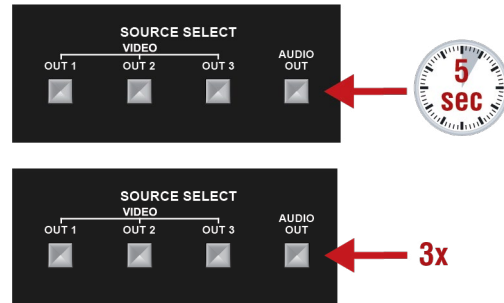 SOURCE SELECT
VIDEO
OUT 1 OUT 2 OUT 3 AUDIO OUT
5 sec
SOURCE SELECT
VIDEO
OUT 1 OUT 2 OUT 3 AUDIO OUT
3x